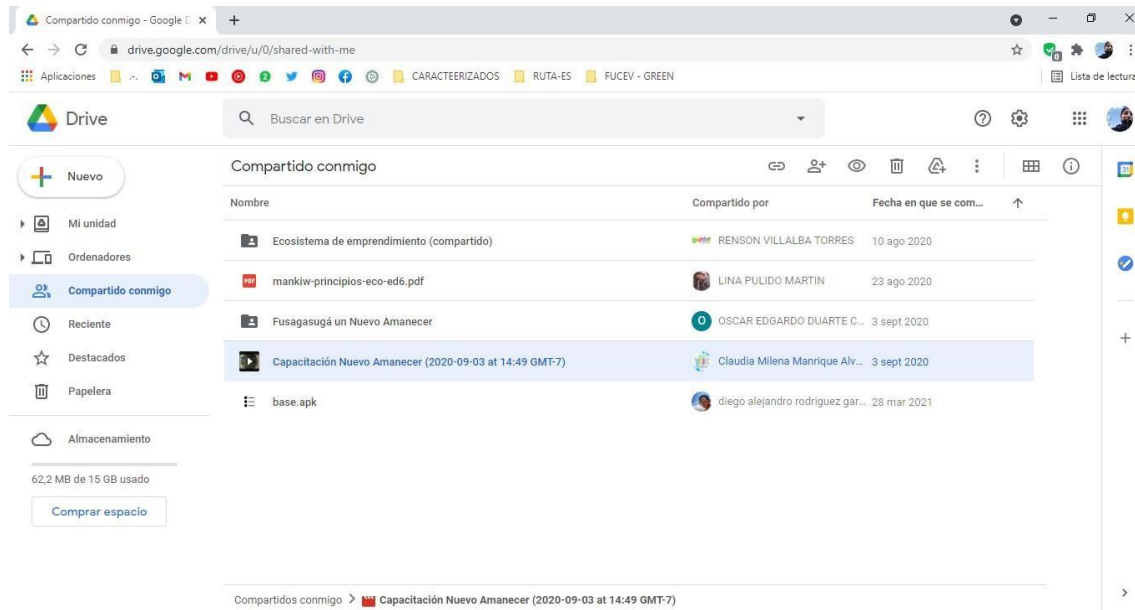 Compartido conmigo - Google D
drive.google.com/drive/u/0/shared-with-me
Aplicaciones
CARACTEERIZADOS
RUTA-ES
FUCEV - GREEN
Lista de lectura
Drive
Buscar en Drive
Nuevo
Compartido conmigo
Nombre
Compartido por
Fecha en que se com...
Mi unidad
Ordenadores
Compartido conmigo
Reciente
Destacados
Papelera
Almacenamiento
62,2 MB de 15 GB usado
Comprar espacio
Ecosistema de emprendimiento (compartido) RENSON VILLALBA TORRES 10 ago 2020
PDF mankiw-principios-eco-ed6.pdf LINA PULIDO MARTIN 23 ago 2020
Fusagasugá un Nuevo Amanecer O OSCAR EDGARDO DUARTE C... 3 sept 2020
Capacitación Nuevo Amanecer (2020-09-03 at 14:49 GMT-7) Claudia Milena Manrique Alv... 3 sept 2020
base.apk diego alejandro rodriguez gar... 28 mar 2021
Compartidos conmigo > Capacitación Nuevo Amanecer (2020-09-03 at 14:49 GMT-7)